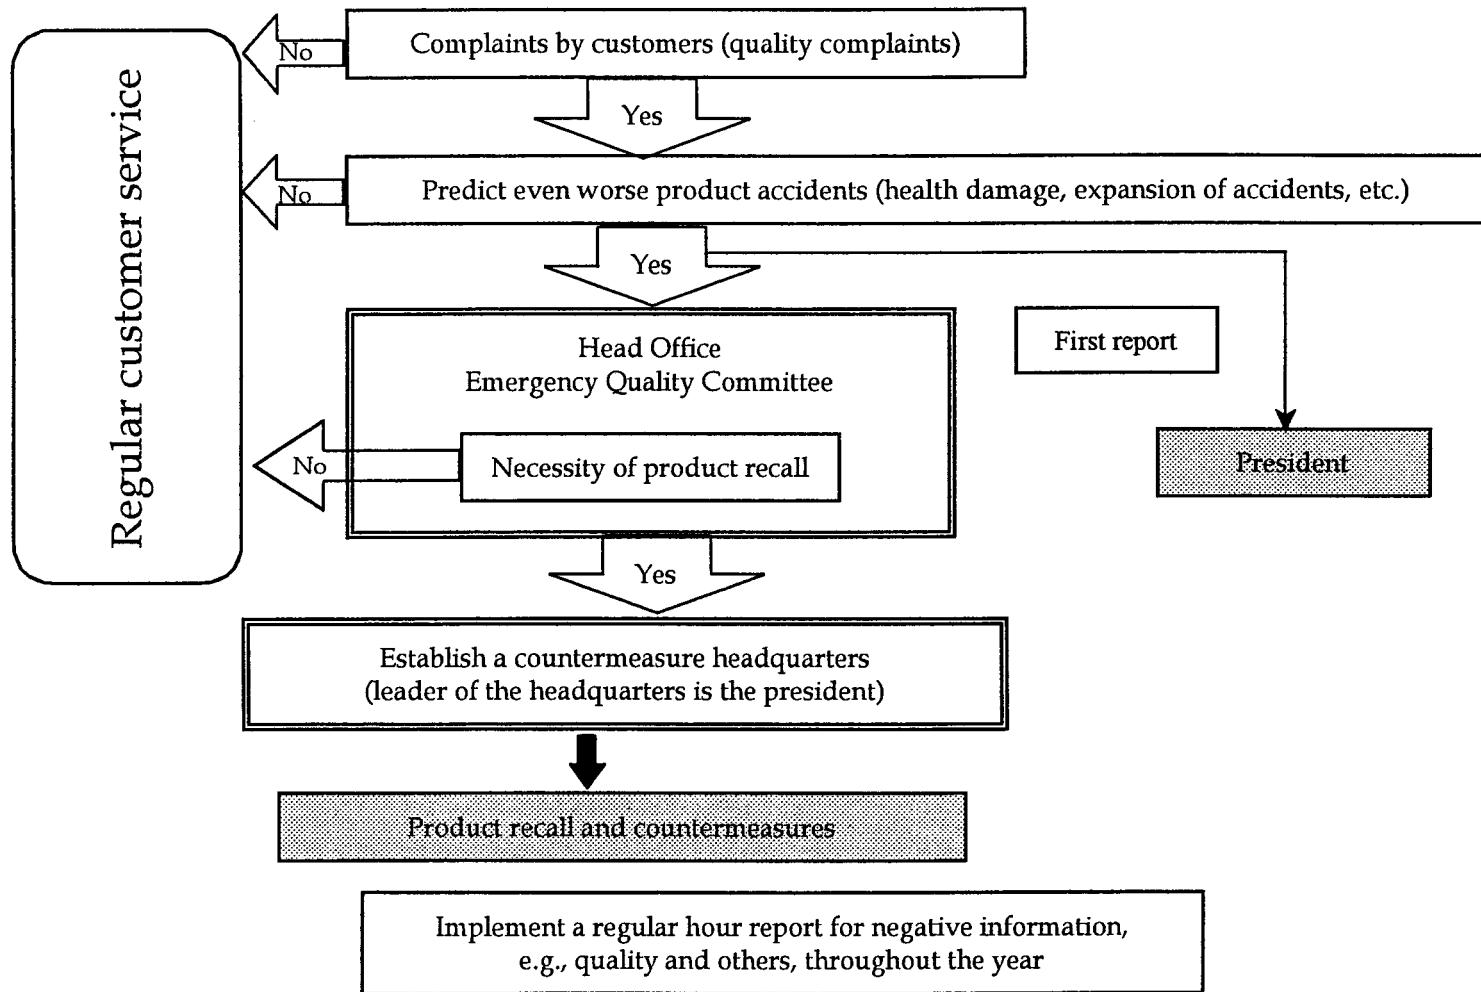 Complaints by customers (quality complaints)
No
Yes
Regular customer service
Predict even worse product accidents (health damage, expansion of accidents, etc.)
No
Yes
Head Office
Emergency Quality Committee
First report
Necessity of product recall
No
President
Yes
Establish a countermeasure headquarters
(leader of the headquarters is the president)
Product recall and countermeasures
Implement a regular hour report for negative information,
e.g., quality and others, throughout the year